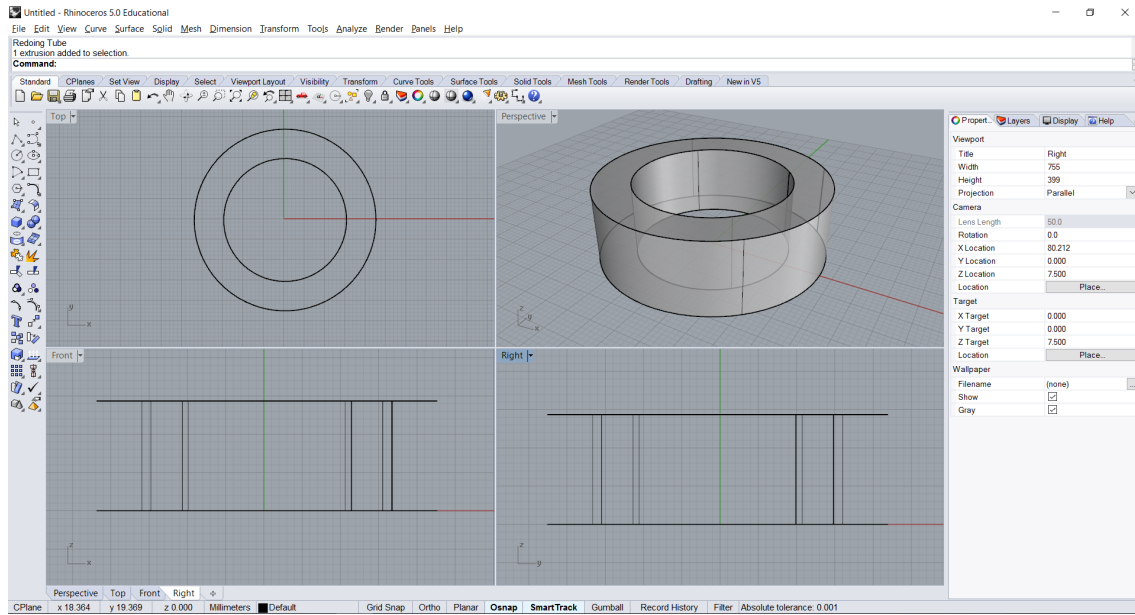 Untitled - Rhinoceros 5.0 Educational
File Edit View Curve Surface Solid Mesh Dimension Transform Tools Analyze Render Panels Help
Redoing Tube
1 extrusion added to selection.
Command:
Standard CPlanes Set View Display Select Viewport Layout Visibility Transform Curve Tools Surface Tools Solid Tools Mesh Tools Render Tools Drafting New in V5
Top
y
x
Perspective
z
y
x
Front
z
x
Right
z
y
Propert... Layers Display Help
Viewport
Title Right
Width 755
Height 399
Projection Parallel
Camera
Lens Length 50.0
Rotation 0.0
X Location 80.212
Y Location 0.000
Z Location 7.500
Location Place...
Target
X Target 0.000
Y Target 0.000
Z Target 7.500
Location Place...
Wallpaper
Filename (none) ...
Show
Gray
Perspective Top Front Right
CPlane x 18.364 y 19.369 z 0.000 Millimeters Default Grid Snap Ortho Planar Osnap SmartTrack Gumball Record History Filter Absolute tolerance: 0.001